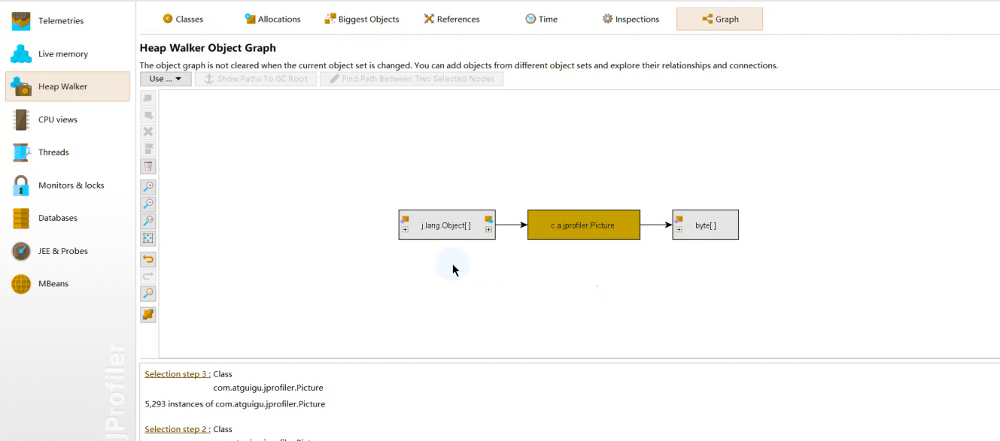 Telemetries
Live memory
Heap Walker
CPU views
Threads
Monitors & locks
Databases
JEE & Probes
MBeans
JProfiler
Classes
Allocations
Biggest Objects
References
Time
Inspections
Graph
Heap Walker Object Graph
The object graph is not cleared when the current object set is changed. You can add objects from different object sets and explore their relationships and connections.
Use ...
Show Paths To GC Root
Find Path Between Two Selected Nodes
j.lang.Object[ ]
c.a.jprofiler.Picture
byte[ ]
Selection step 3 : Class
com.atguigu.jprofiler.Picture
5,293 instances of com.atguigu.jprofiler.Picture
Selection step 2 : Class